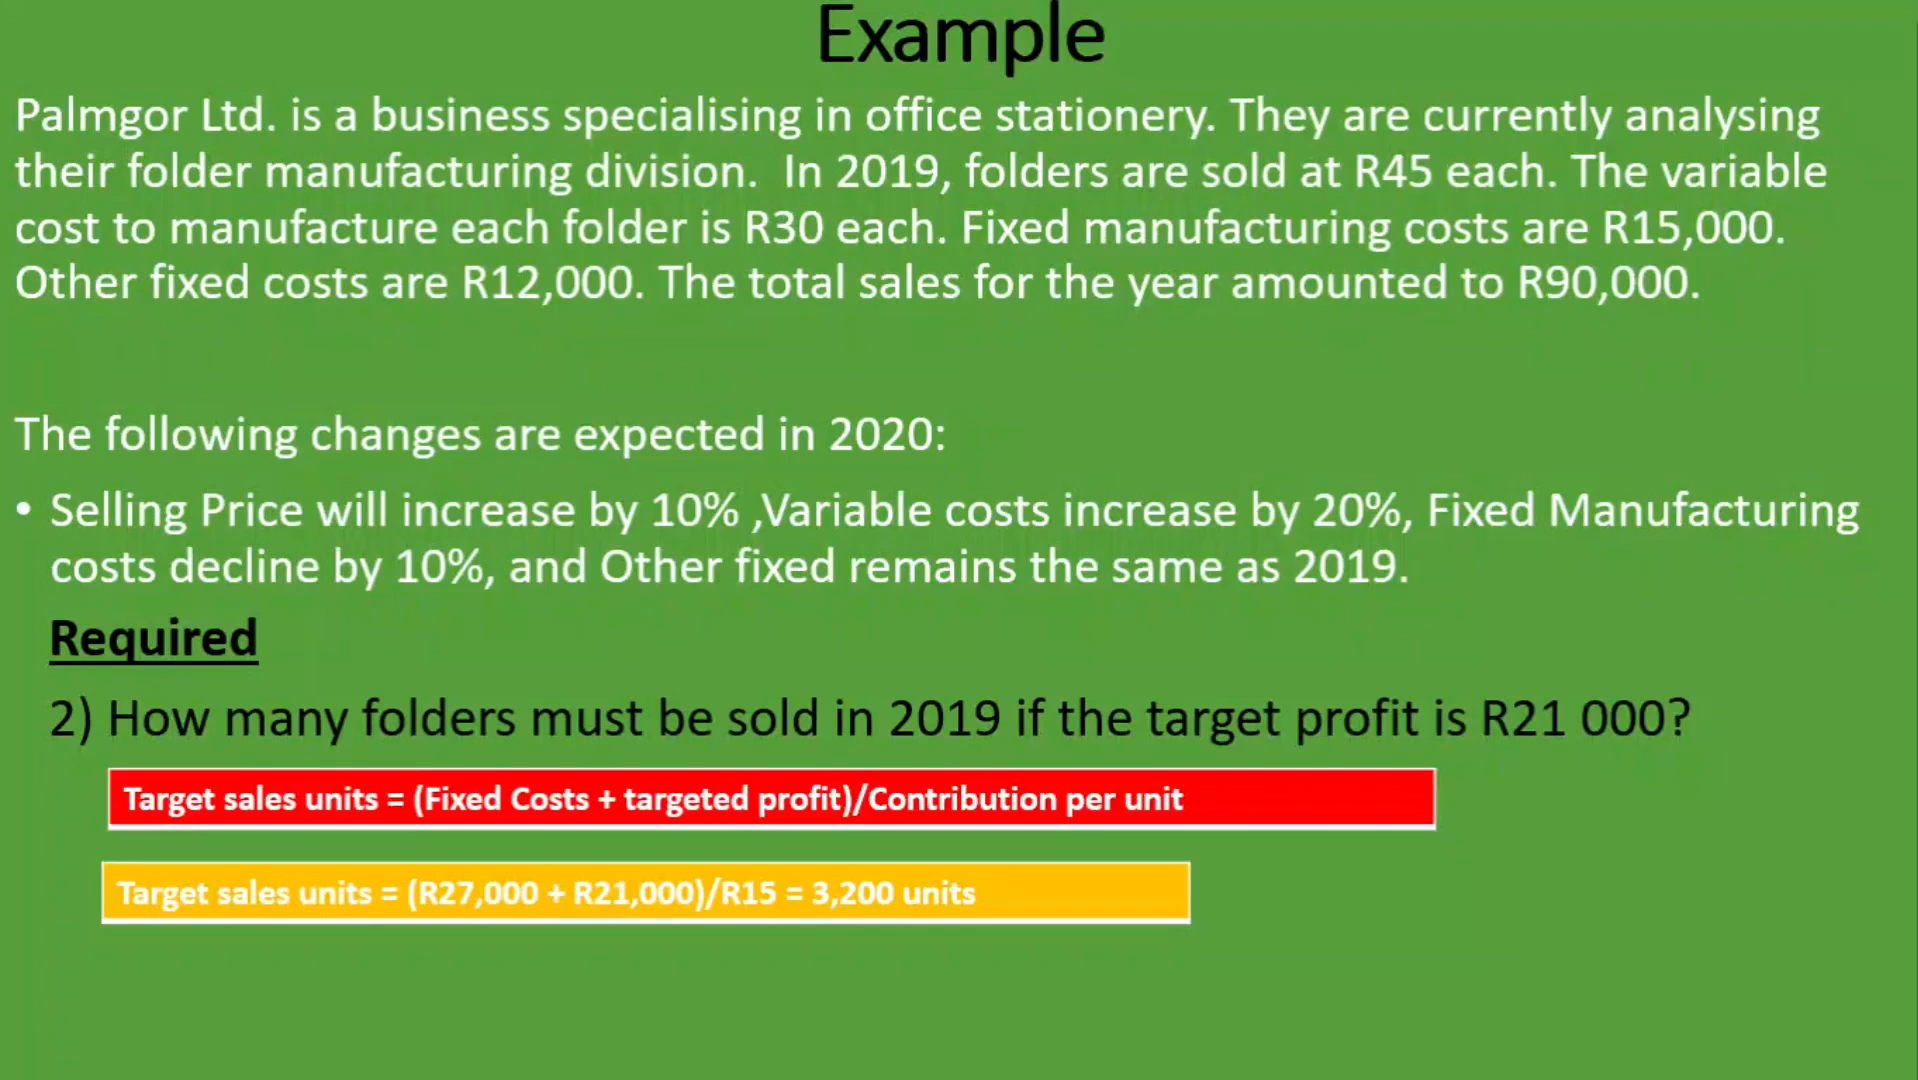 Example
Palmgor Ltd. is a business specialising in office stationery. They are currently analysing
their folder manufacturing division.  In 2019, folders are sold at R45 each. The variable
cost to manufacture each folder is R30 each. Fixed manufacturing costs are R15,000.
Other fixed costs are R12,000. The total sales for the year amounted to R90,000.
The following changes are expected in 2020:
• Selling Price will increase by 10% ,Variable costs increase by 20%, Fixed Manufacturing
costs decline by 10%, and Other fixed remains the same as 2019.
Required
2) How many folders must be sold in 2019 if the target profit is R21 000?
Target sales units = (Fixed Costs + targeted profit)/Contribution per unit
Target sales units = (R27,000 + R21,000)/R15 = 3,200 units